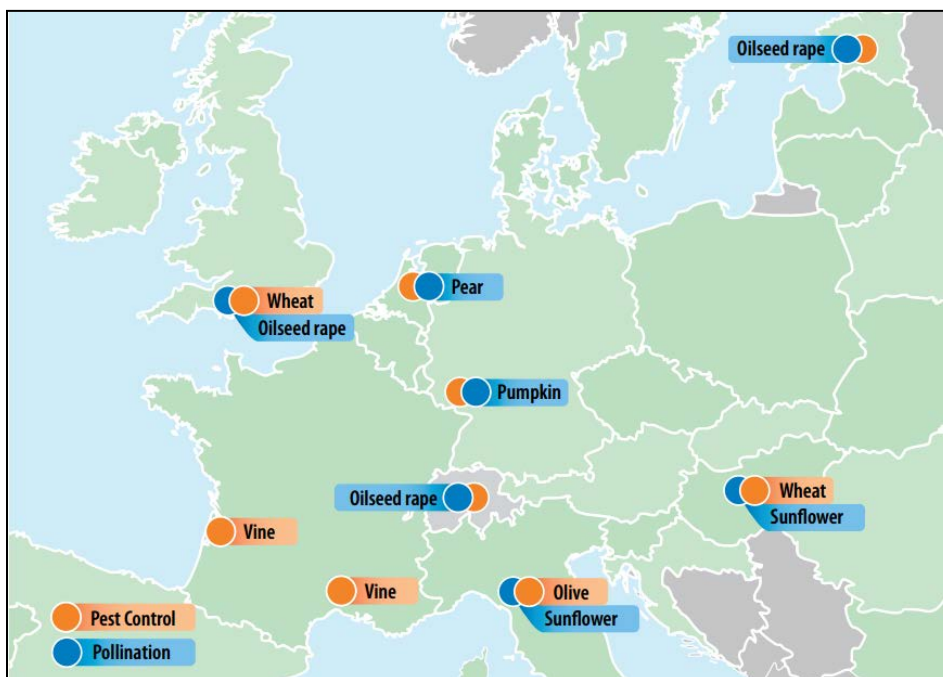 Oilseed rape
Wheat
Oilseed rape
Pear
Pumpkin
Oilseed rape
Wheat
Sunflower
Vine
Vine
Olive
Sunflower
Pest Control
Pollination